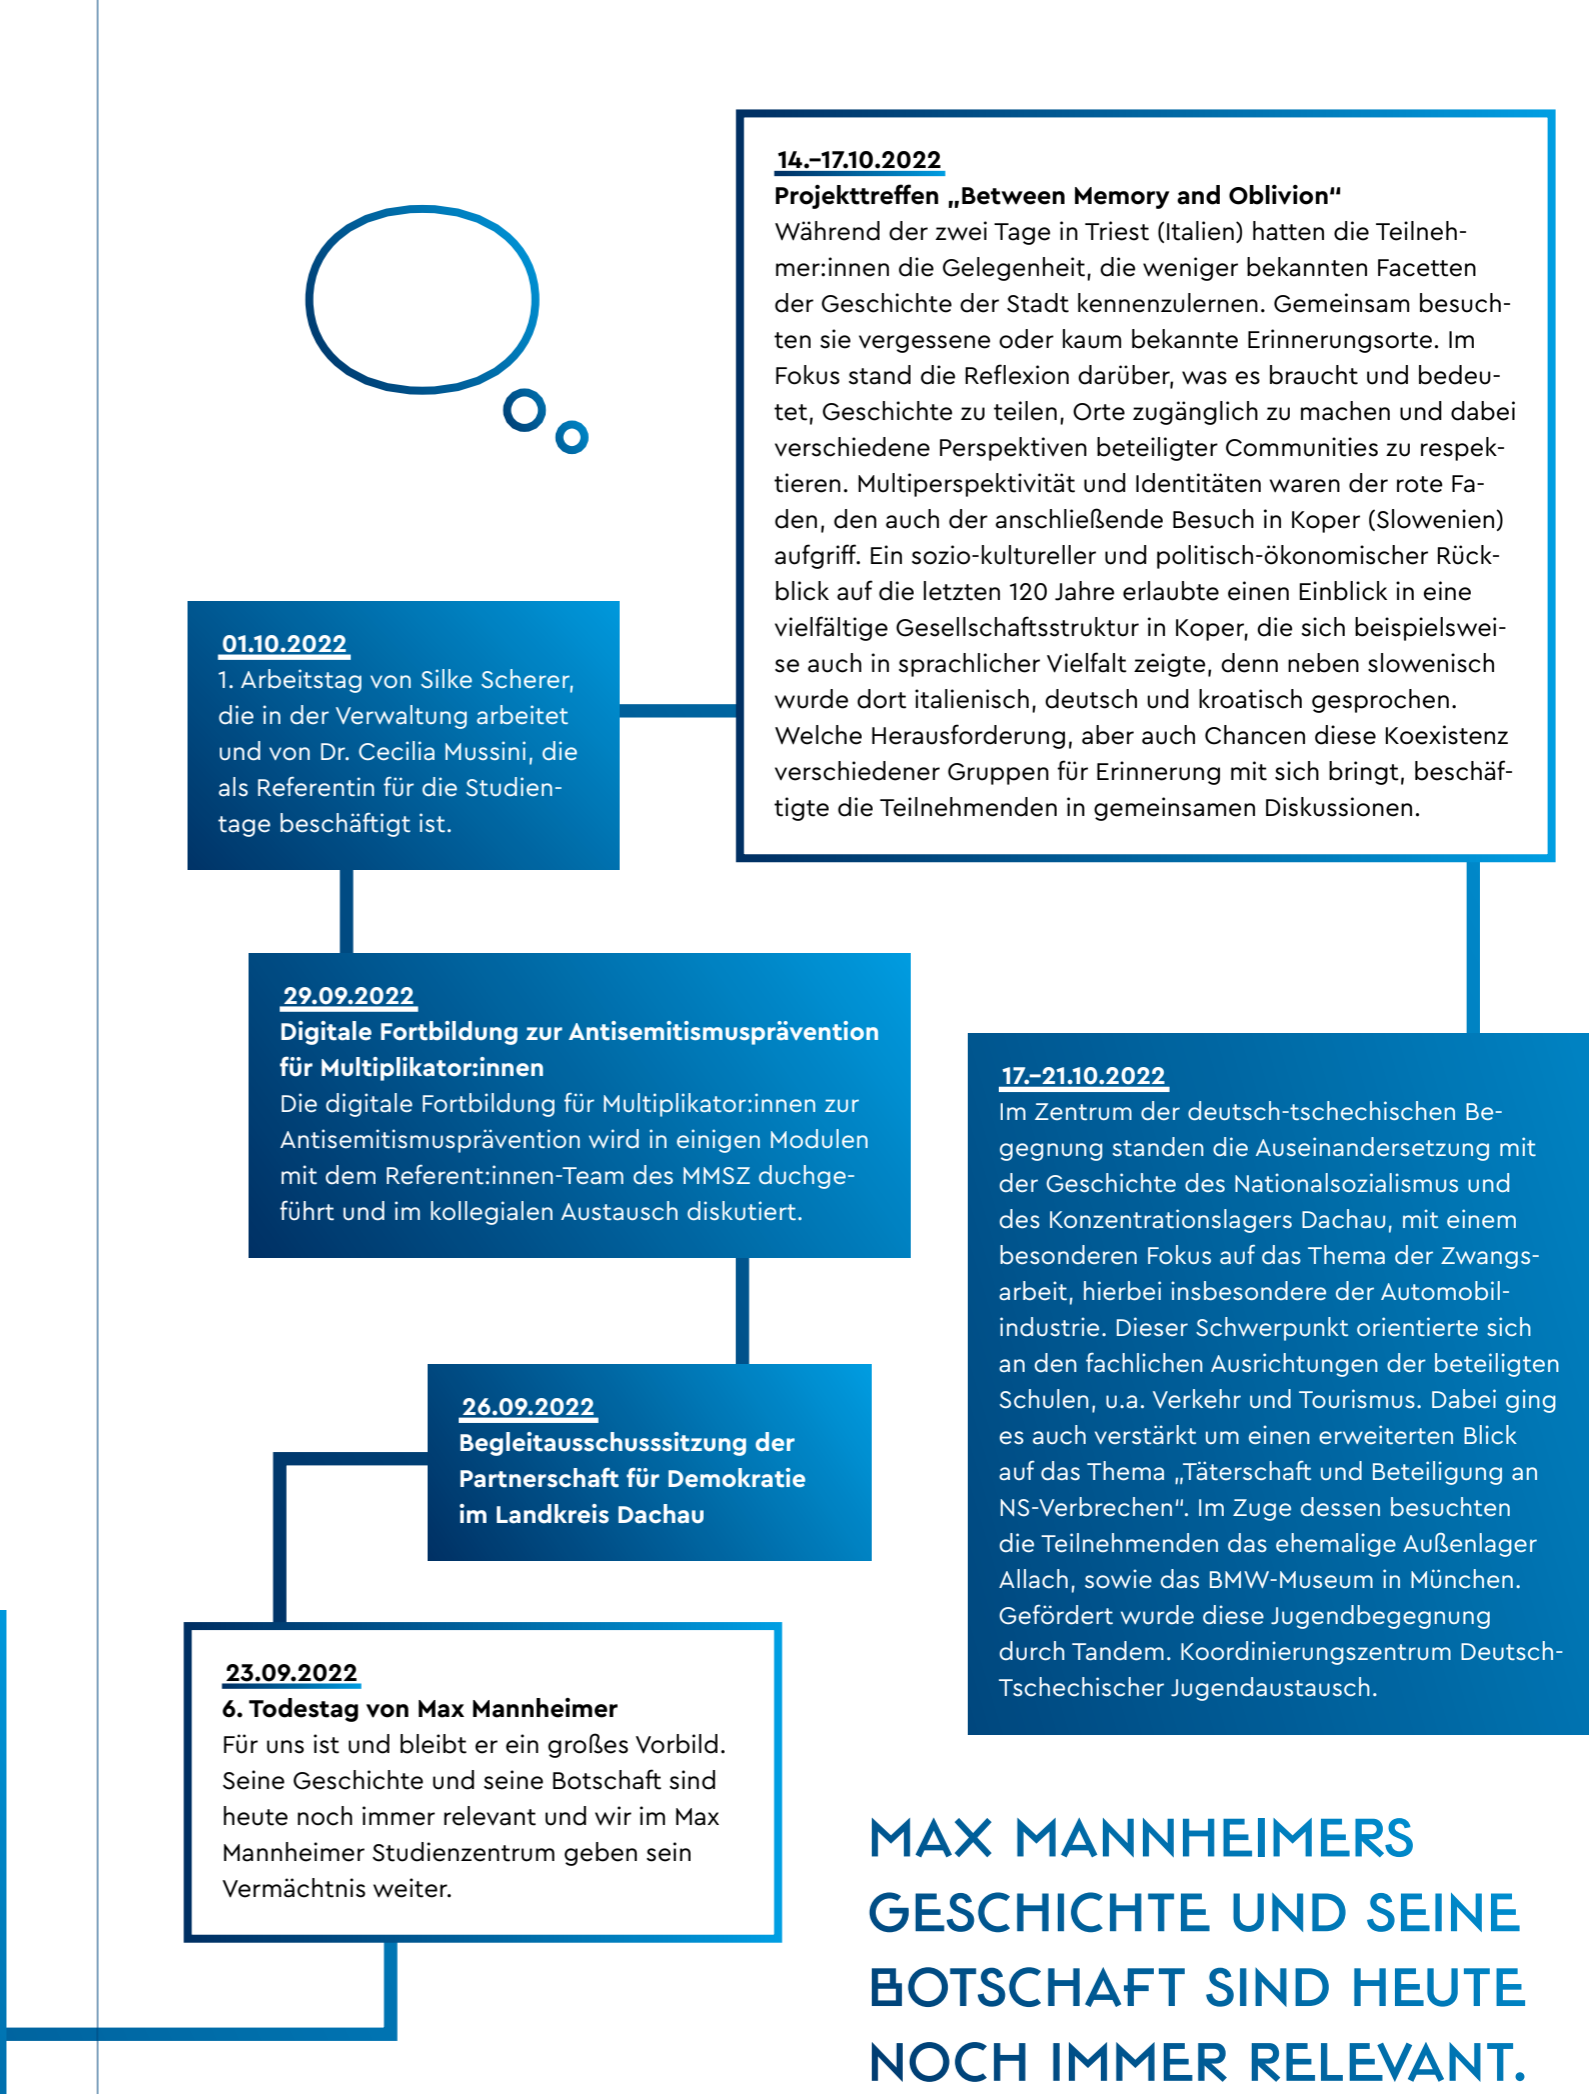 14.–17.10.2022
Projekttreffen „Between Memory and Oblivion“
Während der zwei Tage in Triest (Italien) hatten die Teilneh-
mer:innen die Gelegenheit, die weniger bekannten Facetten
der Geschichte der Stadt kennenzulernen. Gemeinsam besuch-
ten sie vergessene oder kaum bekannte Erinnerungsorte. Im
Fokus stand die Reflexion darüber, was es braucht und bedeu-
tet, Geschichte zu teilen, Orte zugänglich zu machen und dabei
verschiedene Perspektiven beteiligter Communities zu respek-
tieren. Multiperspektivität und Identitäten waren der rote Fa-
den, den auch der anschließende Besuch in Koper (Slowenien)
aufgriff. Ein sozio-kultureller und politisch-ökonomischer Rück-
blick auf die letzten 120 Jahre erlaubte einen Einblick in eine
vielfältige Gesellschaftsstruktur in Koper, die sich beispielswei-
se auch in sprachlicher Vielfalt zeigte, denn neben slowenisch
wurde dort italienisch, deutsch und kroatisch gesprochen.
Welche Herausforderung, aber auch Chancen diese Koexistenz
verschiedener Gruppen für Erinnerung mit sich bringt, beschäf-
tigte die Teilnehmenden in gemeinsamen Diskussionen.
01.10.2022
1. Arbeitstag von Silke Scherer,
die in der Verwaltung arbeitet
und von Dr. Cecilia Mussini, die
als Referentin für die Studien-
tage beschäftigt ist.
29.09.2022
Digitale Fortbildung zur Antisemitismusprävention
für Multiplikator:innen
Die digitale Fortbildung für Multiplikator:innen zur
Antisemitismusprävention wird in einigen Modulen
mit dem Referent:innen-Team des MMSZ duchge-
führt und im kollegialen Austausch diskutiert.
17.–21.10.2022
Im Zentrum der deutsch-tschechischen Be-
gegnung standen die Auseinandersetzung mit
der Geschichte des Nationalsozialismus und
des Konzentrationslagers Dachau, mit einem
besonderen Fokus auf das Thema der Zwangs-
arbeit, hierbei insbesondere der Automobil-
industrie. Dieser Schwerpunkt orientierte sich
an den fachlichen Ausrichtungen der beteiligten
Schulen, u.a. Verkehr und Tourismus. Dabei ging
es auch verstärkt um einen erweiterten Blick
auf das Thema „Täterschaft und Beteiligung an
NS-Verbrechen“. Im Zuge dessen besuchten
die Teilnehmenden das ehemalige Außenlager
Allach, sowie das BMW-Museum in München.
Gefördert wurde diese Jugendbegegnung
durch Tandem. Koordinierungszentrum Deutsch-
Tschechischer Jugendaustausch.
26.09.2022
Begleitausschusssitzung der
Partnerschaft für Demokratie
im Landkreis Dachau
23.09.2022
6. Todestag von Max Mannheimer
Für uns ist und bleibt er ein großes Vorbild.
Seine Geschichte und seine Botschaft sind
heute noch immer relevant und wir im Max
Mannheimer Studienzentrum geben sein
Vermächtnis weiter.
MAX MANNHEIMERS
GESCHICHTE UND SEINE
BOTSCHAFT SIND HEUTE
NOCH IMMER RELEVANT.